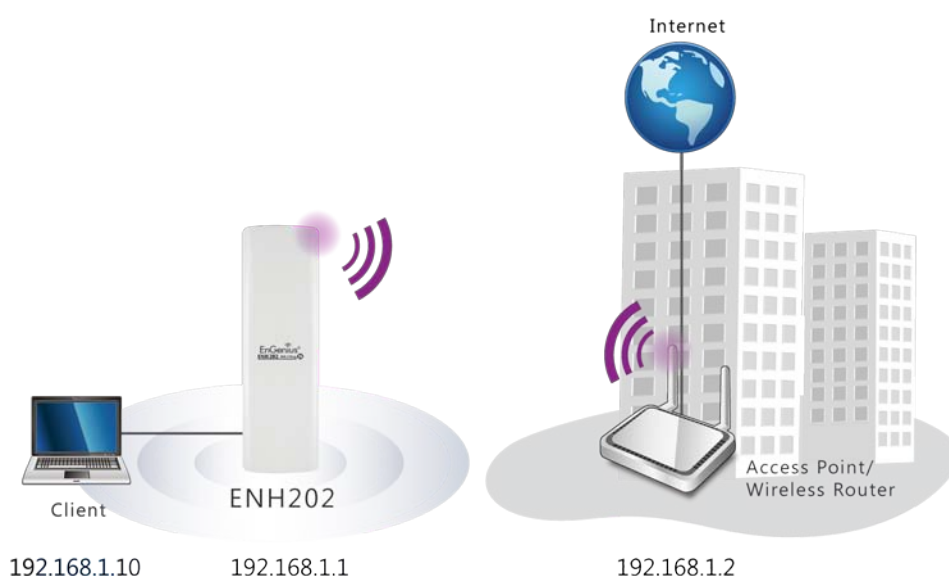 Internet
EnGenius®
ENH202
Client
ENH202
Access Point/
Wireless Router
192.168.1.10
192.168.1.1
192.168.1.2